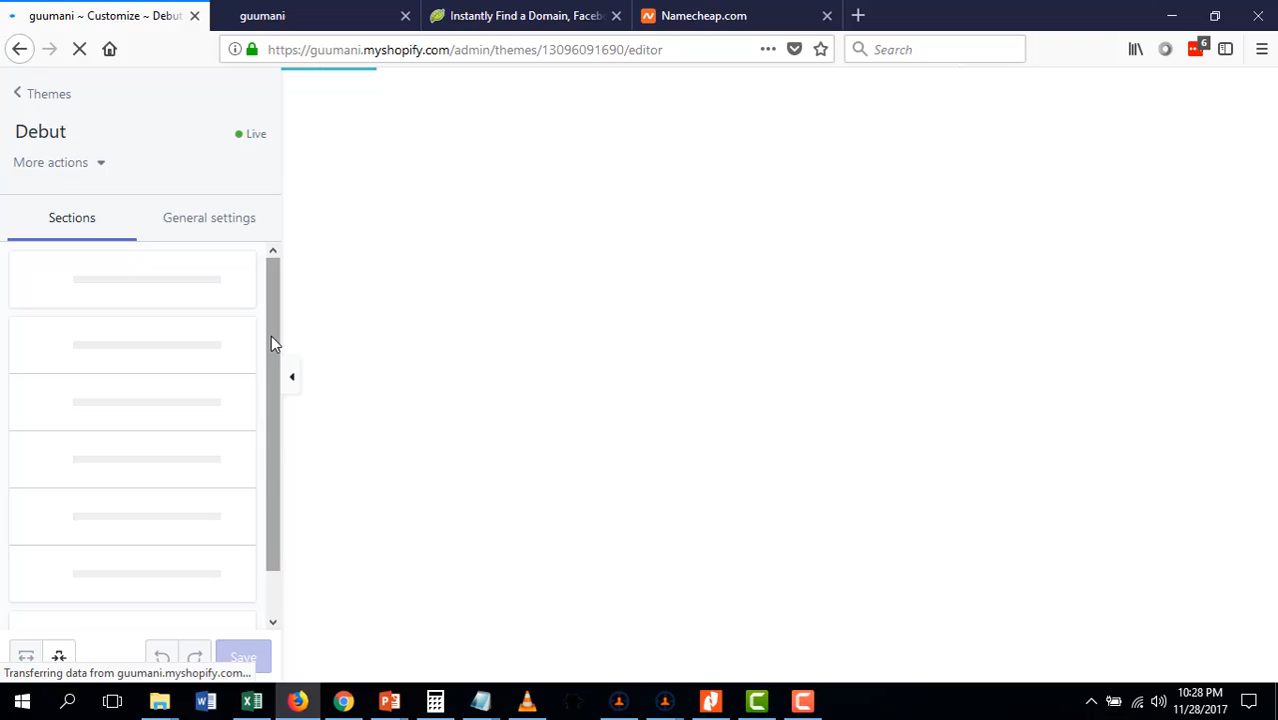 guumani ~ Customize ~ Debut
guumani
Instantly Find a Domain, Faceb
Namecheap.com
https://guumani.myshopify.com/admin/themes/13096091690/editor
Search
6
Themes
Debut
Live
More actions
Sections
General settings
Save
Transferring data from guumani.myshopify.com...
10:28 PM
11/28/2017